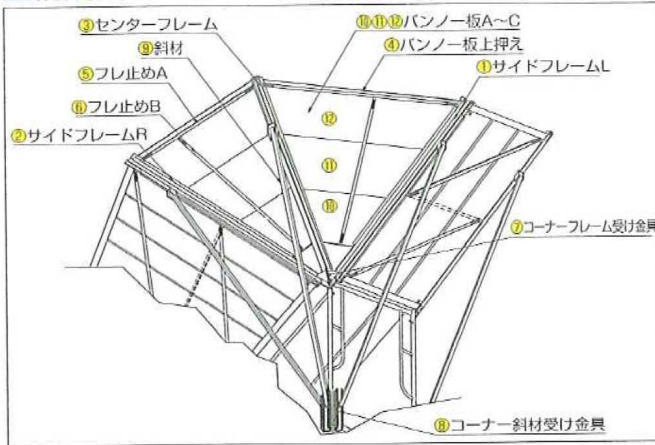 ③センターフレーム
⑩⑪⑫バンノー板A~C
⑨斜材
④バンノー板上押え
⑤フレ止めA
①サイドフレームL
⑥フレ止めB
②サイドフレームR
⑫
⑪
⑩
⑦コーナーフレーム受け金具
⑧コーナー斜材受け金具